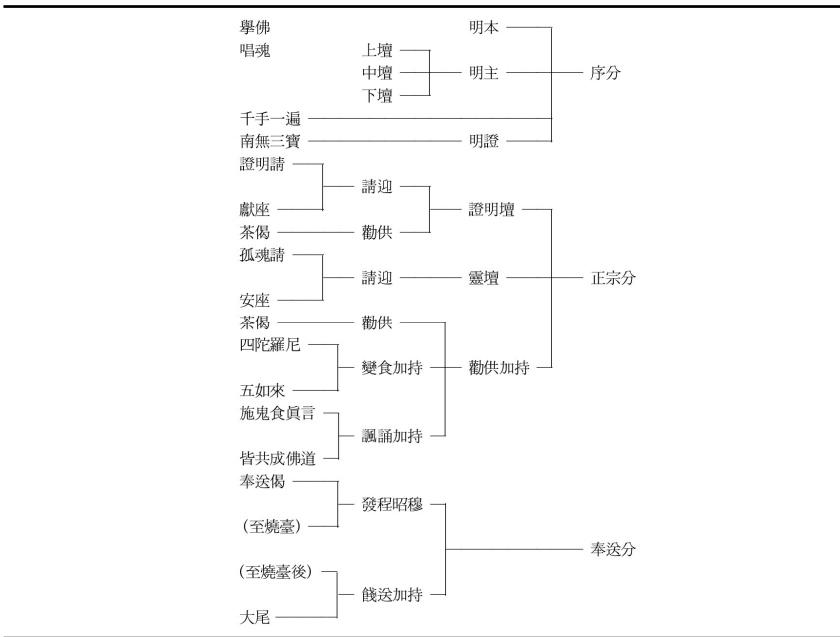 擧佛 明本
唱魂 上壇
中壇 明主 序分
下壇
千手一遍
南無三寶 明證
證明請
請迎
獻座 證明壇
茶偈 勸供
孤魂請
請迎 靈壇 正宗分
安座
茶偈 勸供
四陀羅尼
變食加持 勸供加持
五如來
施鬼食眞言
諷誦加持
皆共成佛道
奉送偈
發程昭穆
(至燒臺)
奉送分
(至燒臺後)
餞送加持
大尾